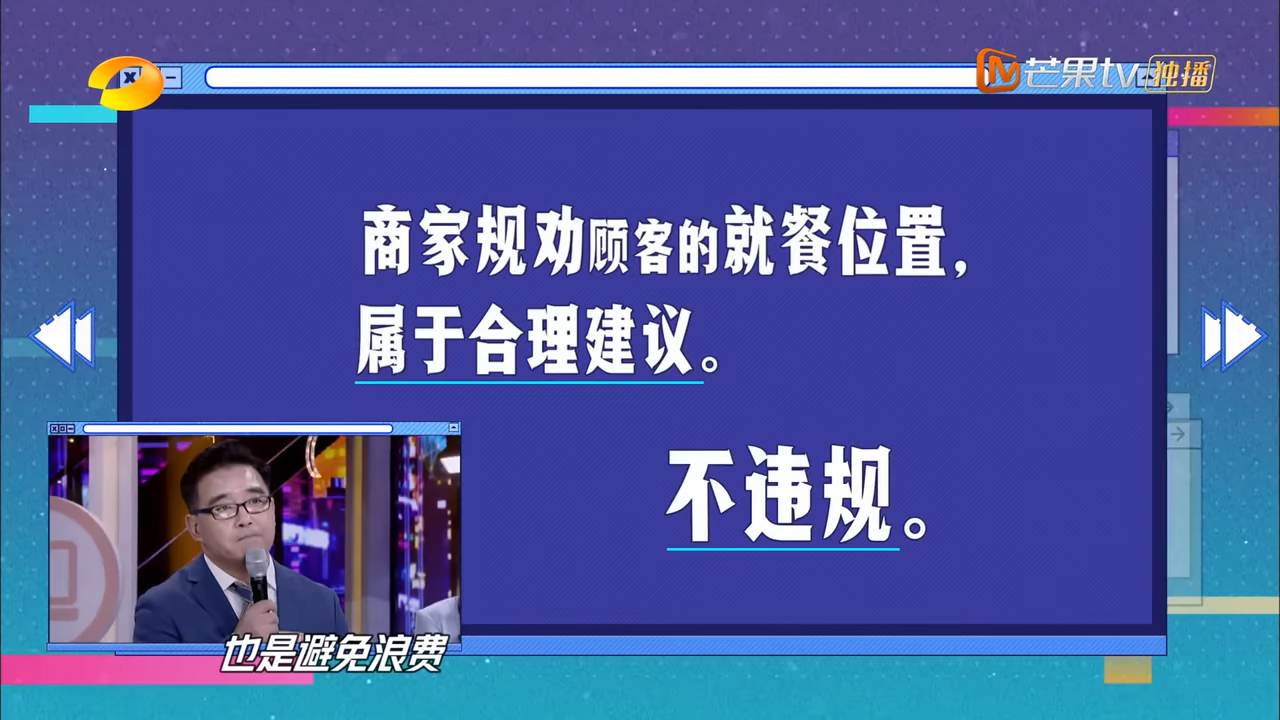 芒果tv 独播
商家规劝顾客的就餐位置，
属于合理建议。
不违规。
也是避免浪费